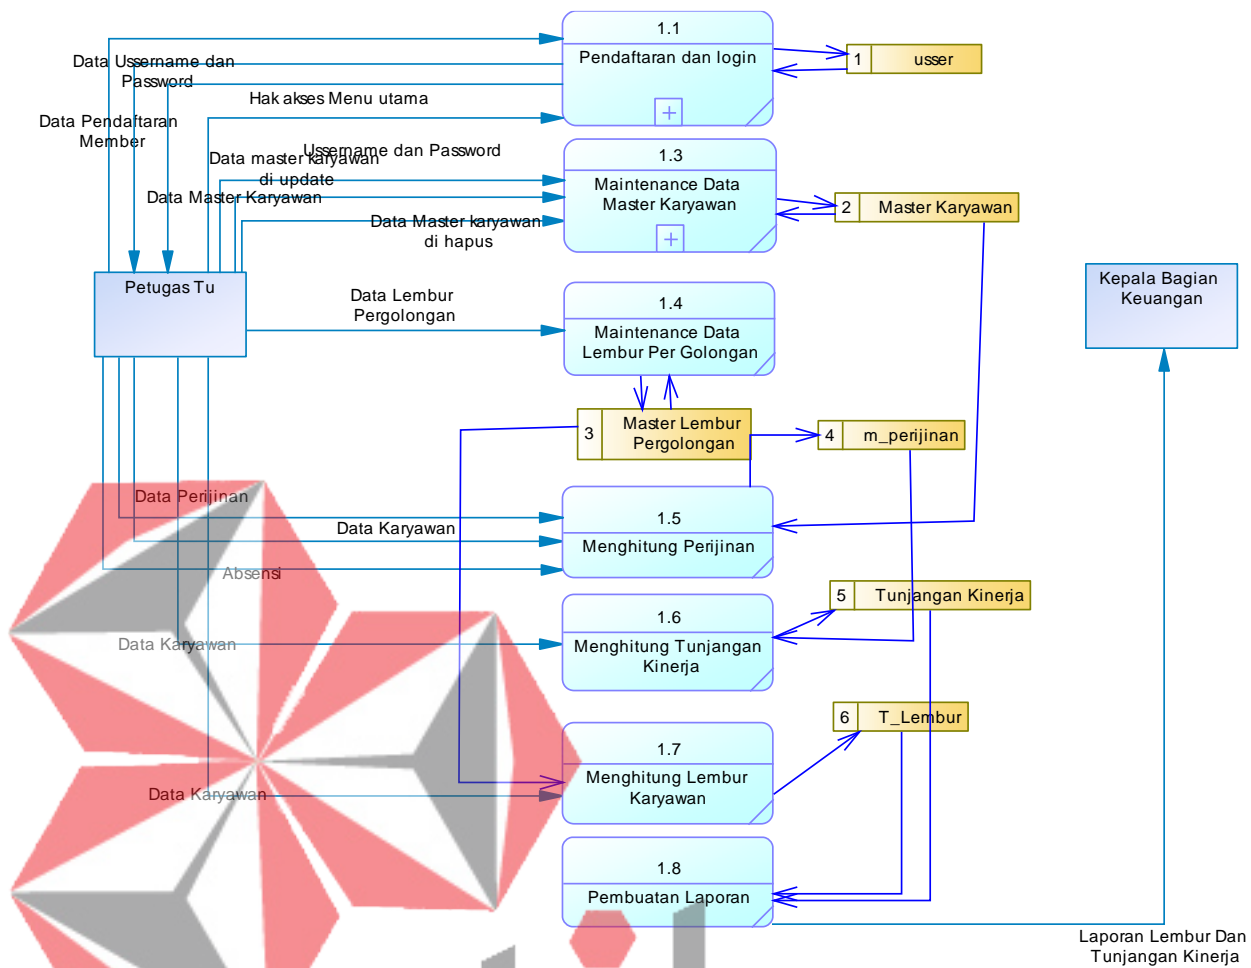 1.1
Pendaftaran dan login
1
usser
Data Ussername dan
Password
Hak akses Menu utama
Data Pendaftaran
Member
Ussername dan Password
Data master karyawan
di update
Data Master Karyawan
Data Master karyawan
di hapus
1.3
Maintenance Data
Master Karyawan
2
Master Karyawan
Petugas Tu
Kepala Bagian
Keuangan
Data Lembur
Pergolongan
1.4
Maintenance Data
Lembur Per Golongan
3
Master Lembur
Pergolongan
4
m_perijinan
Data Perijinan
Data Karyawan
Absensi
1.5
Menghitung Perijinan
5
Tunjangan Kinerja
Data Karyawan
1.6
Menghitung Tunjangan
Kinerja
6
T_Lembur
1.7
Menghitung Lembur
Karyawan
Data Karyawan
1.8
Pembuatan Laporan
Laporan Lembur Dan
Tunjangan Kinerja